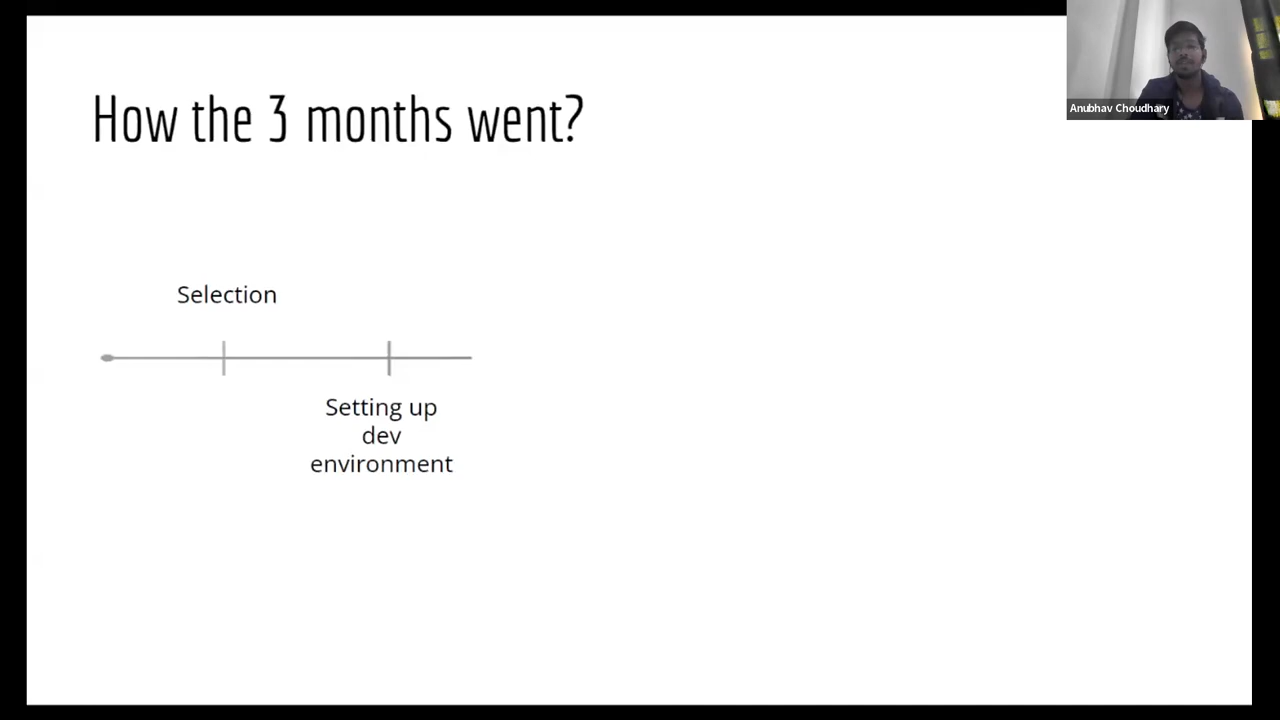 How the 3 months went?
Anubhav Choudhary
Selection
Setting up
dev
environment